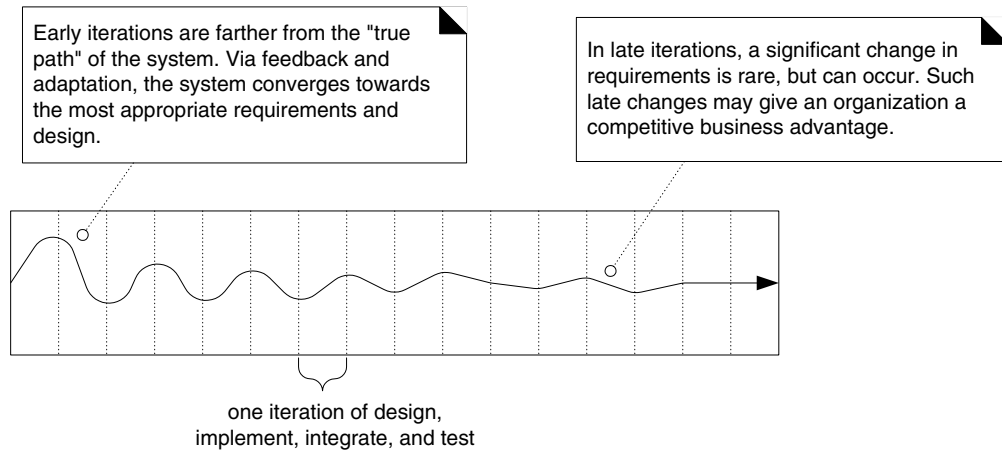 Early iterations are farther from the "true
path" of the system. Via feedback and
adaptation, the system converges towards
the most appropriate requirements and
design.
In late iterations, a significant change in
requirements is rare, but can occur. Such
late changes may give an organization a
competitive business advantage.
one iteration of design,
implement, integrate, and test